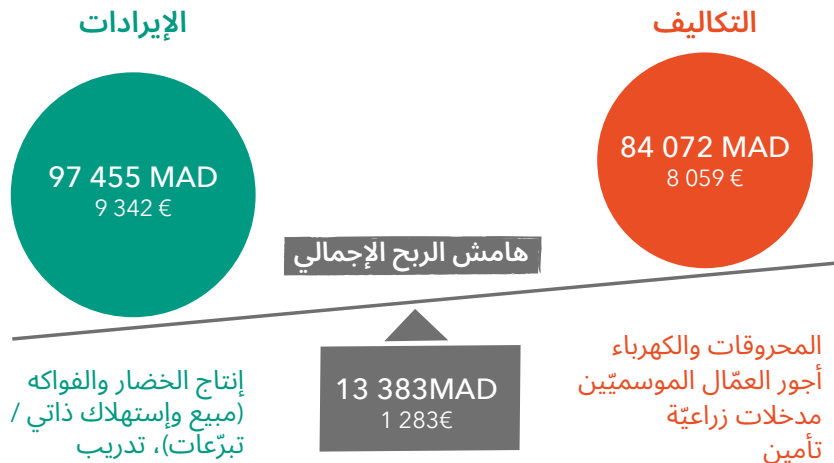 الإيرادات
97 455 MAD
9 342 €
التكاليف
84 072 MAD
8 059 €
هامش الربح الإجمالي
13 383MAD
1 283€
إنتاج الخضار والفواكه
(مبيع وإستهلاك ذاتي /
تبرّعات)، تدريب
المحروقات والكهرباء
أجور العمّال الموسميّين
مدخلات زراعيّة
تأمين